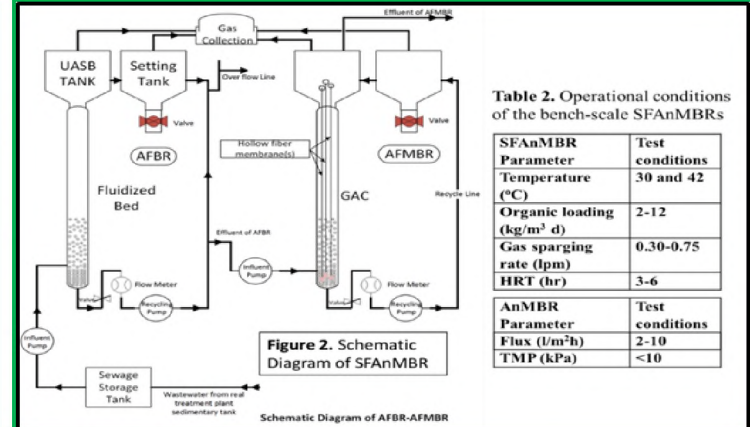 Effluent of AFMBR
Gas
Collection
UASB
TANK
Setting
Tank
Over flow Line
Valve
Valve
AFBR
AFMBR
Hollow fiber
membrane(s)
Fluidized
Bed
GAC
Recycle Line
Effluent of AFBR
Influent
Pump
Flow Meter
Valve
Recycling
Pump
Flow Meter
Valve
Recycling
Pump
Influent
Pump
Sewage
Storage
Tank
Wastewater from real
treatment plant
sedimentary tank
Figure 2. Schematic
Diagram of SFAnMBR
Schematic Diagram of AFBR-AFMBR
Table 2. Operational conditions
of the bench-scale SFAnMBRs
SFAnMBR Test
Parameter conditions
Temperature 30 and 42
(°C)
Organic loading 2-12
(kg/m³ d)
Gas sparging 0.30-0.75
rate (lpm)
HRT (hr) 3-6
AnMBR Test
Parameter conditions
Flux (l/m²h) 2-10
TMP (kPa) <10